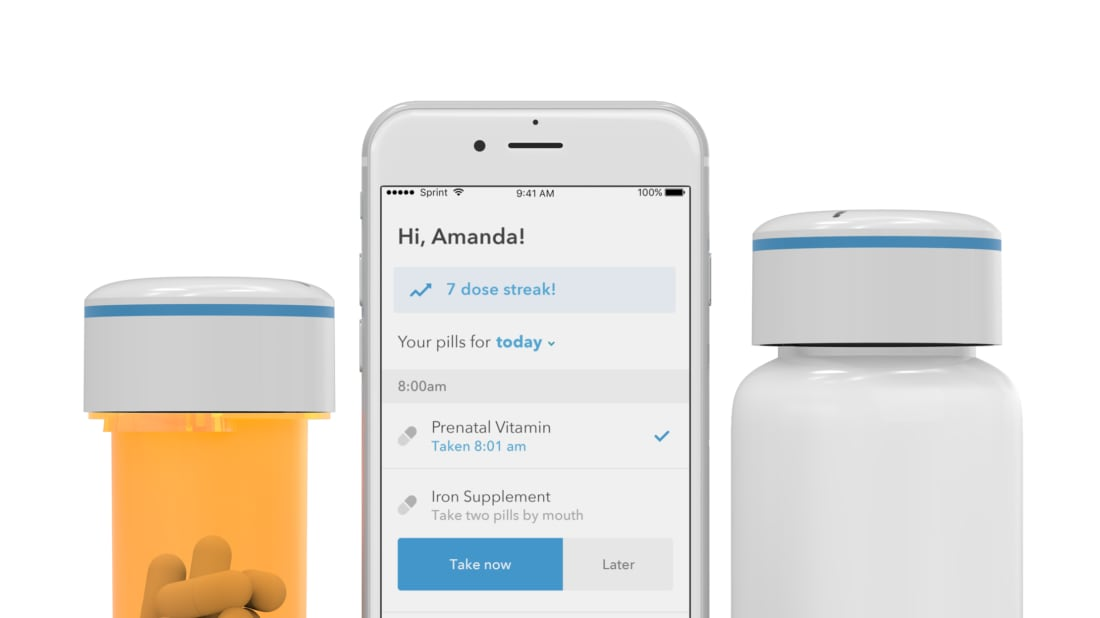 Sprint 9:41 AM 100%
Hi, Amanda!
7 dose streak!
Your pills for today
8:00am
Prenatal Vitamin
Taken 8:01 am
Iron Supplement
Take two pills by mouth
Take now Later